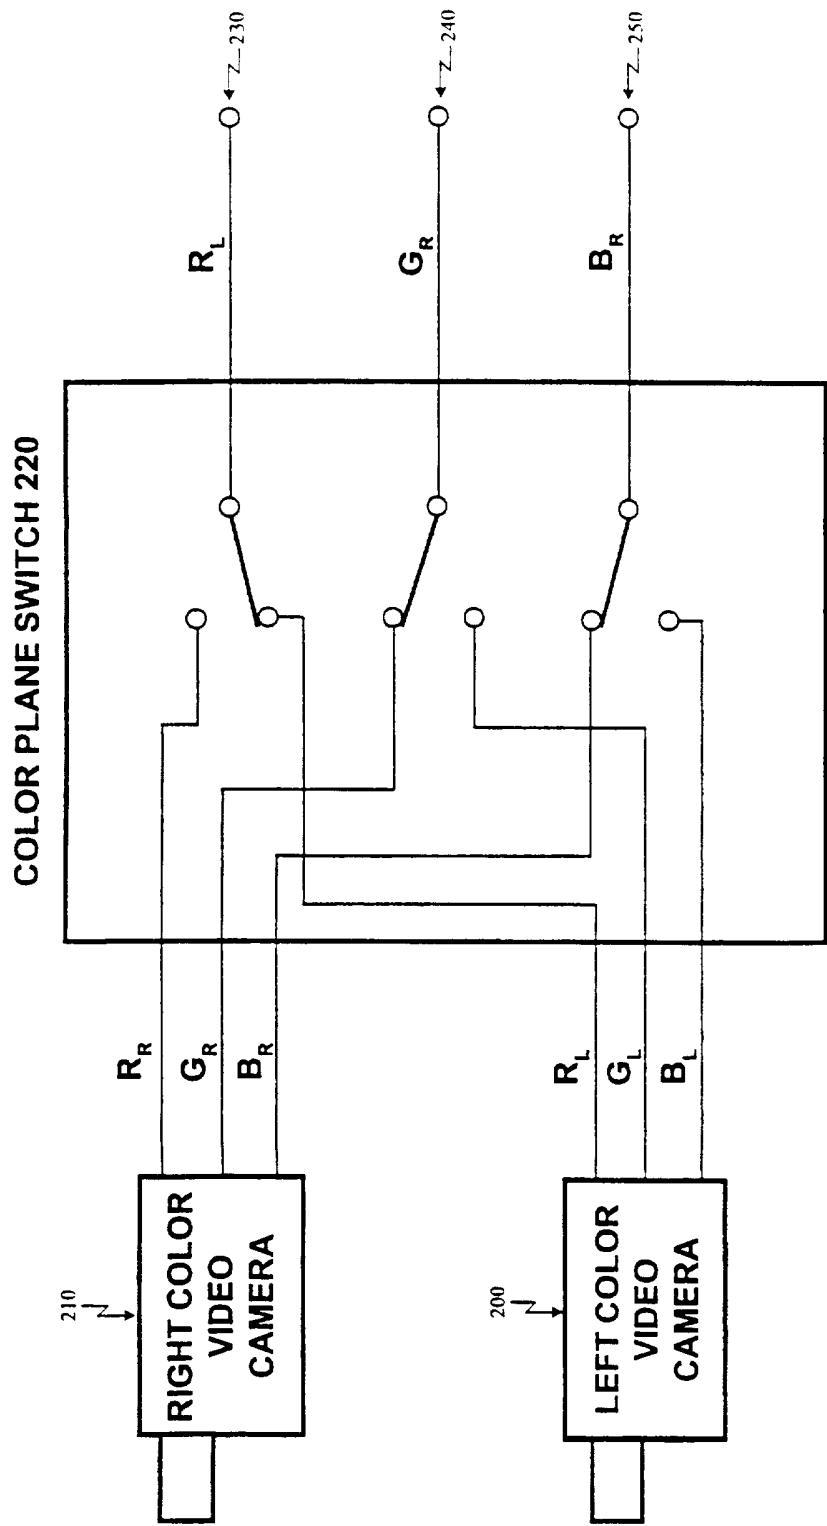 COLOR PLANE SWITCH 220
210
RIGHT COLOR
VIDEO
CAMERA
R_R
G_R
B_R
200
LEFT COLOR
VIDEO
CAMERA
R_L
G_L
B_L
R_L
230
G_R
240
B_R
250